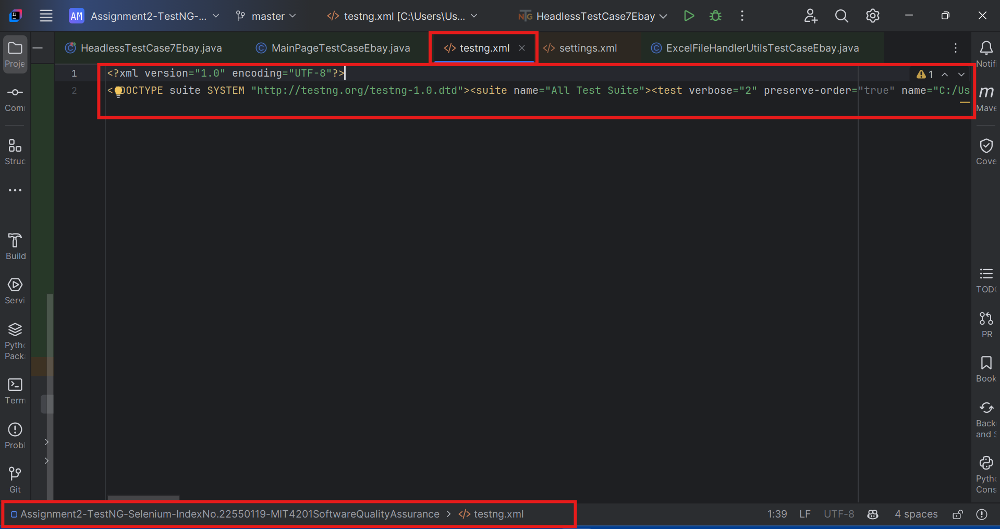 AM Assignment2-TestNG-... master testng.xml [C:\Users\Us... HeadlessTestCase7Ebay
HeadlessTestCase7Ebay.java MainPageTestCaseEbay.java testng.xml settings.xml ExcelFileHandlerUtilsTestCaseEbay.java
1 <?xml version="1.0" encoding="UTF-8"?> 1
2 <!DOCTYPE suite SYSTEM "http://testng.org/testng-1.0.dtd"><suite name="All Test Suite"><test verbose="2" preserve-order="true" name="C:/Us
Proje
Comr
Struc
Build
Servi
Pytho
Pack
Term
Probl
Git
Notif
m
Mave
Cove
TODO
PR
Book
Back
and S
Pytho
Cons
Assignment2-TestNG-Selenium-IndexNo.22550119-MIT4201SoftwareQualityAssurance > testng.xml 1:39 LF UTF-8 4 spaces